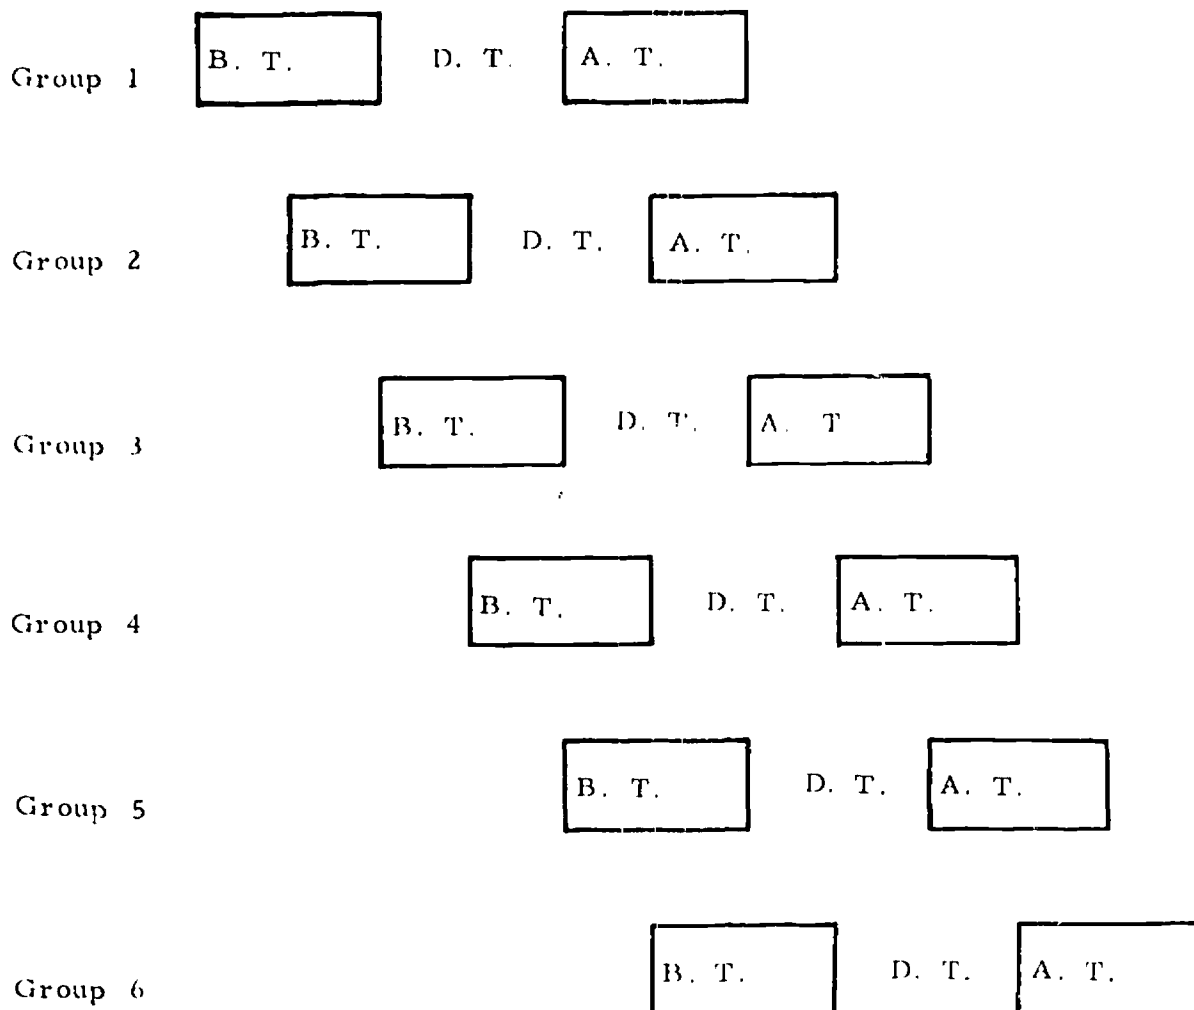 B. T. D. T. A. T.
Group 1
B. T. D. T. A. T.
Group 2
B. T. D. T. A. T
Group 3
B. T. D. T. A. T.
Group 4
B. T. D. T. A. T.
Group 5
B. T. D. T. A. T.
Group 6